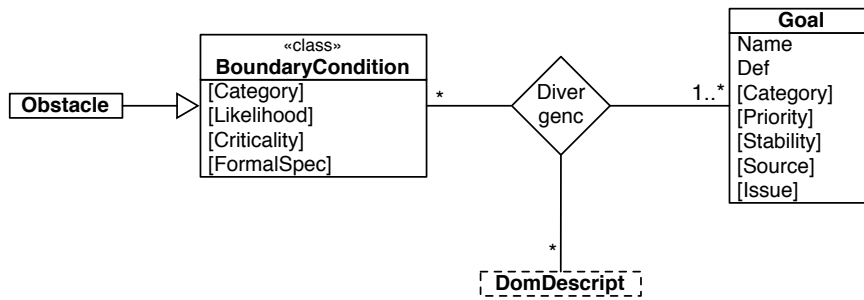 Obstacle
«class»
BoundaryCondition
[Category]
[Likelihood]
[Criticality]
[FormalSpec]
*
Diver
genc
1..*
Goal
Name
Def
[Category]
[Priority]
[Stability]
[Source]
[Issue]
*
DomDescript